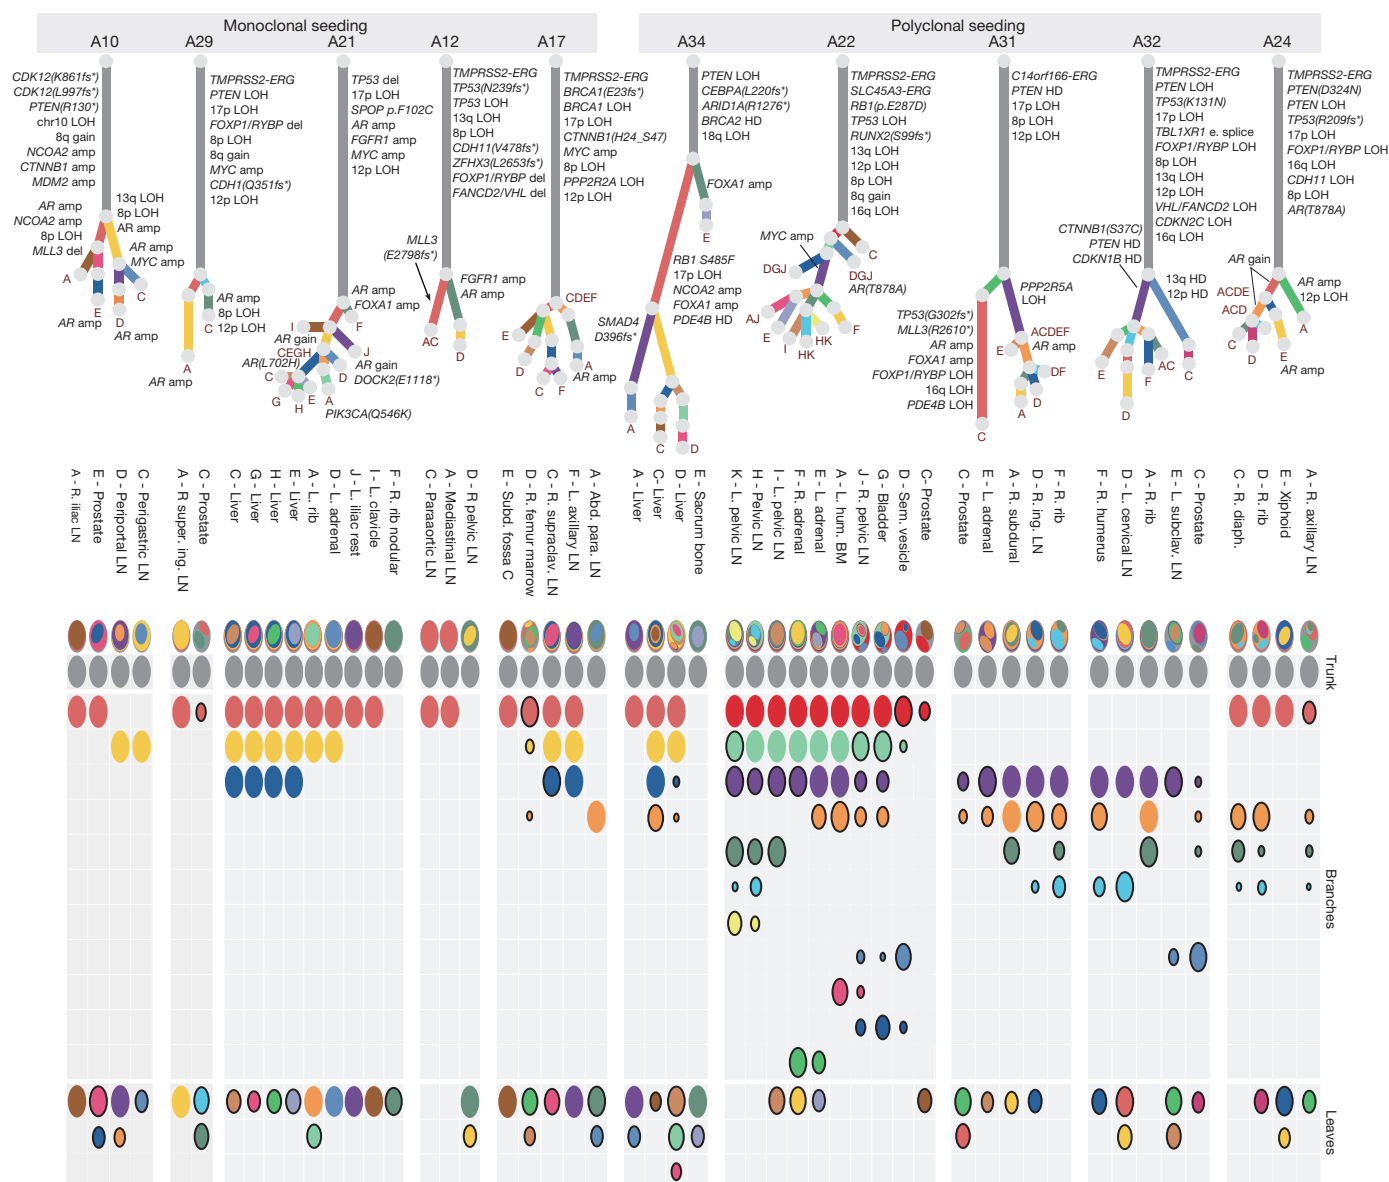 Monoclonal seeding
Polyclonal seeding
A10
A29
A21
A12
A17
A34
A22
A31
A32
A24
CDK12(K861fs*)
CDK12(L997fs*)
PTEN(R130*)
chr10 LOH
8q gain
NCOA2 amp
CTNNB1 amp
MDM2 amp
AR amp
NCOA2 amp
8p LOH
MLL3 del
13q LOH
8p LOH
AR amp
AR amp
MYC amp
A
E
D
C
AR amp
AR amp
TMPRSS2-ERG
PTEN LOH
17p LOH
FOXP1/RYBP del
8p LOH
8q gain
MYC amp
CDH1(Q351fs*)
12p LOH
AR amp
8p LOH
12p LOH
C
A
AR amp
TP53 del
17p LOH
SPOP p.F102C
AR amp
FGFR1 amp
MYC amp
12p LOH
AR amp
FOXA1 amp
I
F
AR gain
CEGH
J
AR(L702H)
D
AR gain
DOCK2(E1118*)
C
G
H
E
A
PIK3CA(Q546K)
TMPRSS2-ERG
TP53(N239fs*)
TP53 LOH
13q LOH
8p LOH
CDH11(V478fs*)
ZFHX3(L2653fs*)
FOXP1/RYBP del
FANCD2/VHL del
MLL3
(E2798fs*)
FGFR1 amp
AR amp
AC
D
TMPRSS2-ERG
BRCA1(E23fs*)
BRCA1 LOH
17p LOH
CTNNB1(H24_S47)
MYC amp
8p LOH
PPP2R2A LOH
12p LOH
CDEF
E
D
C
F
A
AR amp
PTEN LOH
CEBPA(L220fs*)
ARID1A(R1276*)
BRCA2 HD
18q LOH
FOXA1 amp
E
RB1 S485F
17p LOH
NCOA2 amp
FOXA1 amp
PDE4B HD
SMAD4
D396fs*
A
C
D
TMPRSS2-ERG
SLC45A3-ERG
RB1(p.E287D)
TP53 LOH
RUNX2(S99fs*)
13q LOH
12p LOH
8p LOH
8q gain
16q LOH
MYC amp
C
DGJ
DGJ
AR(T878A)
AJ
E
I
HK
HK
F
C14orf166-ERG
PTEN HD
17p LOH
8p LOH
12p LOH
PPP2R5A
LOH
TP53(G302fs*)
MLL3(R2610*)
AR amp
FOXA1 amp
FOXP1/RYBP LOH
16q LOH
PDE4B LOH
ACDEF
AR amp
E
DF
D
A
C
TMPRSS2-ERG
PTEN LOH
TP53(K131N)
17p LOH
TBL1XR1 e. splice
FOXP1/RYBP LOH
8p LOH
13q LOH
12p LOH
VHL/FANCD2 LOH
CDKN2C LOH
16q LOH
CTNNB1(S37C)
PTEN HD
CDKN1B HD
13q HD
12p HD
E
AC
F
C
D
TMPRSS2-ERG
PTEN(D324N)
PTEN LOH
TP53(R209fs*)
17p LOH
FOXP1/RYBP LOH
16q LOH
CDH11 LOH
8p LOH
AR(T878A)
AR gain
ACDE
ACD
AR amp
12p LOH
A
C
D
E
AR amp
A - R. iliac LN
E - Prostate
D - Periportal LN
C - Perigastric LN
A - R super. ing. LN
C - Prostate
C - Liver
G - Liver
H - Liver
E - Liver
A - L. rib
D - L. adrenal
J - L. iliac rest
I - L. clavicle
F - R. rib nodular
C - Paraaortic LN
A - Mediastinal LN
D - R pelvic LN
E - Subd. fossa C
D - R. femur marrow
C - R. supraclav. LN
F - L. axillary LN
A - Abd. para. LN
A - Liver
C- Liver
D - Liver
E - Sacrum bone
K - L. pelvic LN
H - Pelvic LN
I - L. pelvic LN
F - R. adrenal
E - L. adrenal
A - L. hum. BM
J - R. pelvic LN
G - Bladder
D - Sem. vesicle
C- Prostate
C - Prostate
E - L. adrenal
A - R. subdural
D - R. ing. LN
F - R. rib
F - R. humerus
D - L. cervical LN
A - R. rib
E - L subclav. LN
C - Prostate
C - R. diaph.
D - R. rib
E - Xiphoid
A - R. axillary LN
Trunk
Branches
Leaves